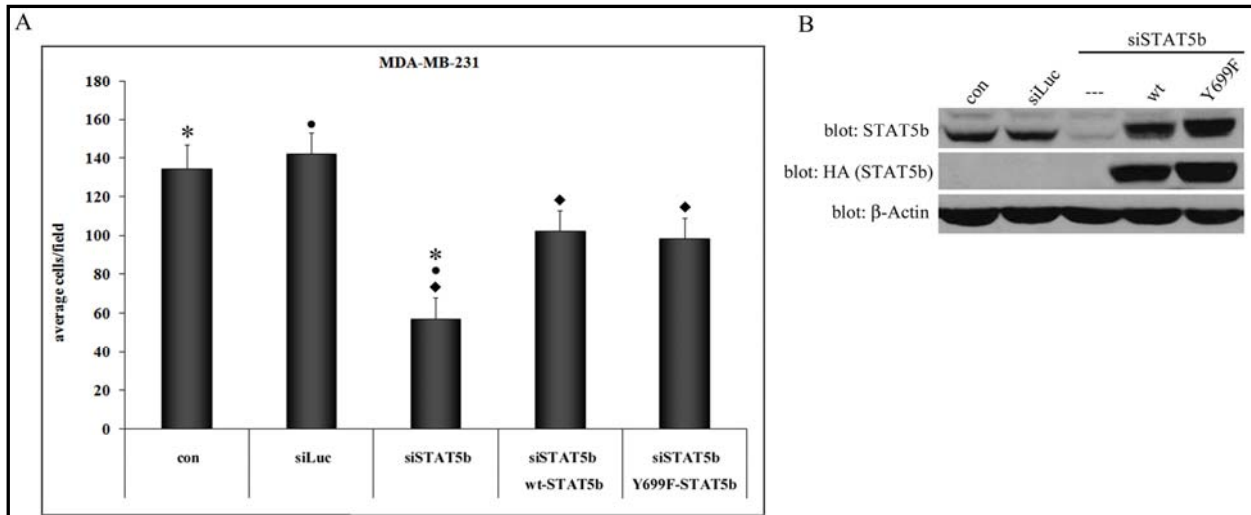 A
MDA-MB-231
average cells/field
180
160
140
120
100
80
60
40
20
0
con
siLuc
siSTAT5b
siSTAT5b
wt-STAT5b
siSTAT5b
Y699F-STAT5b
B
siSTAT5b
con
siLuc
---
wt
Y699F
blot: STAT5b
blot: HA (STAT5b)
blot: β-Actin